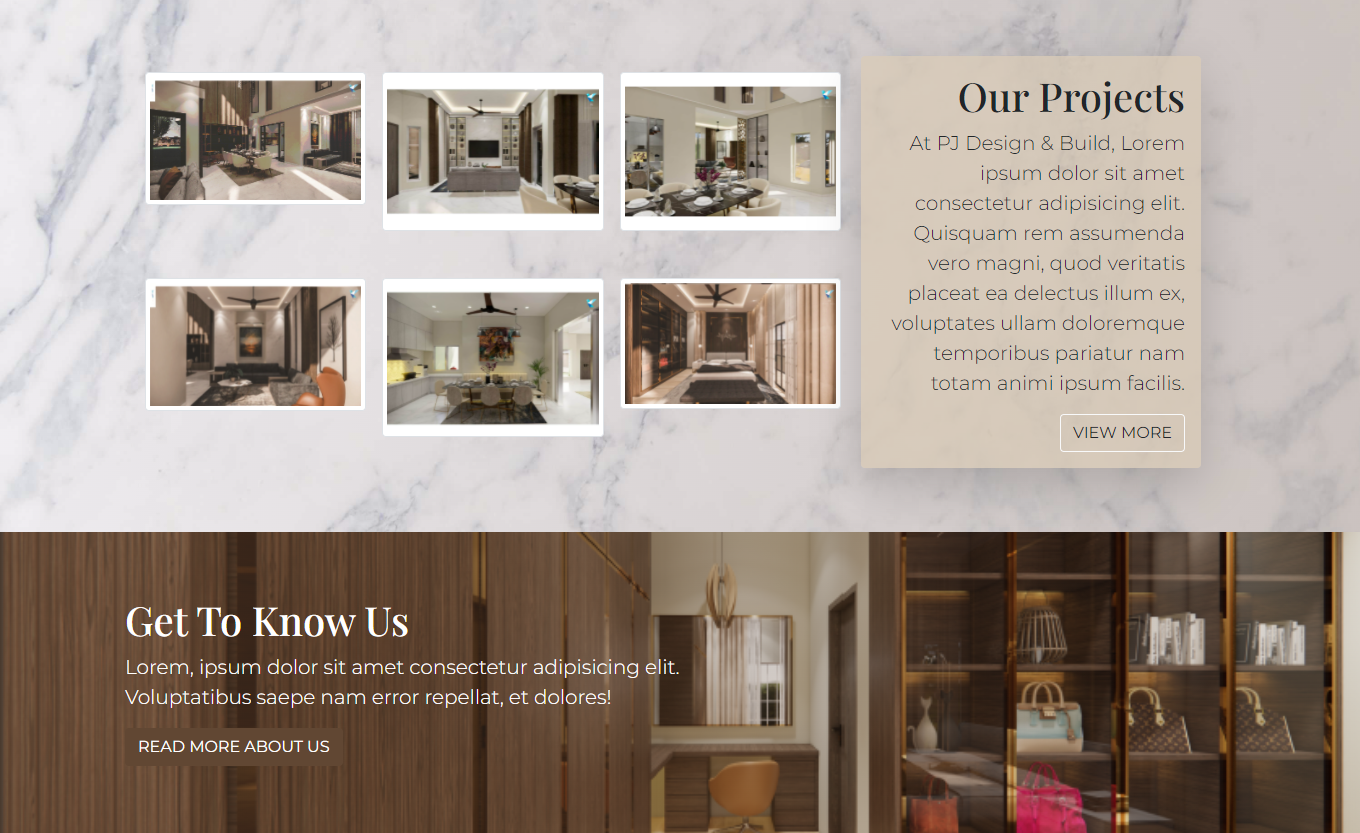 Our Projects
At PJ Design & Build, Lorem
ipsum dolor sit amet
consectetur adipisicing elit.
Quisquam rem assumenda
vero magni, quod veritatis
placeat ea delectus illum ex,
voluptates ullam doloremque
temporibus pariatur nam
totam animi ipsum facilis.
VIEW MORE
Get To Know Us
Lorem, ipsum dolor sit amet consectetur adipisicing elit.
Voluptatibus saepe nam error repellat, et dolores!
READ MORE ABOUT US